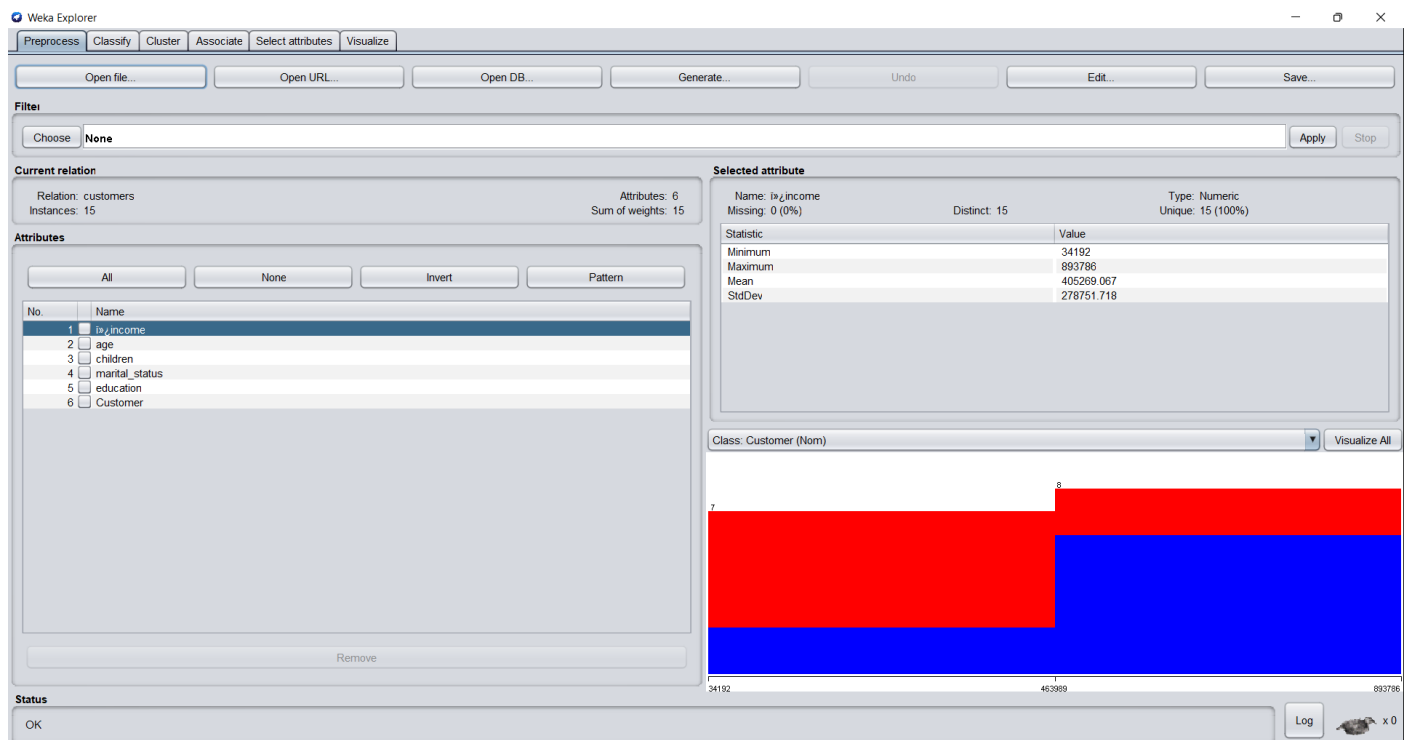 Weka Explorer
Preprocess Classify Cluster Associate Select attributes Visualize
Open file... Open URL... Open DB... Generate... Undo Edit... Save...
Filter
Choose None Apply Stop
Current relation
Relation: customers Attributes: 6
Instances: 15 Sum of weights: 15
Attributes
All None Invert Pattern
No. Name
1 ï»¿income
2 age
3 children
4 marital_status
5 education
6 Customer
Remove
Selected attribute
Name: ï»¿income Type: Numeric
Missing: 0 (0%) Distinct: 15 Unique: 15 (100%)
Statistic Value
Minimum 34192
Maximum 893786
Mean 405269.067
StdDev 278751.718
Class: Customer (Nom) Visualize All
7 8
34192 463989 893786
Status
OK Log x 0